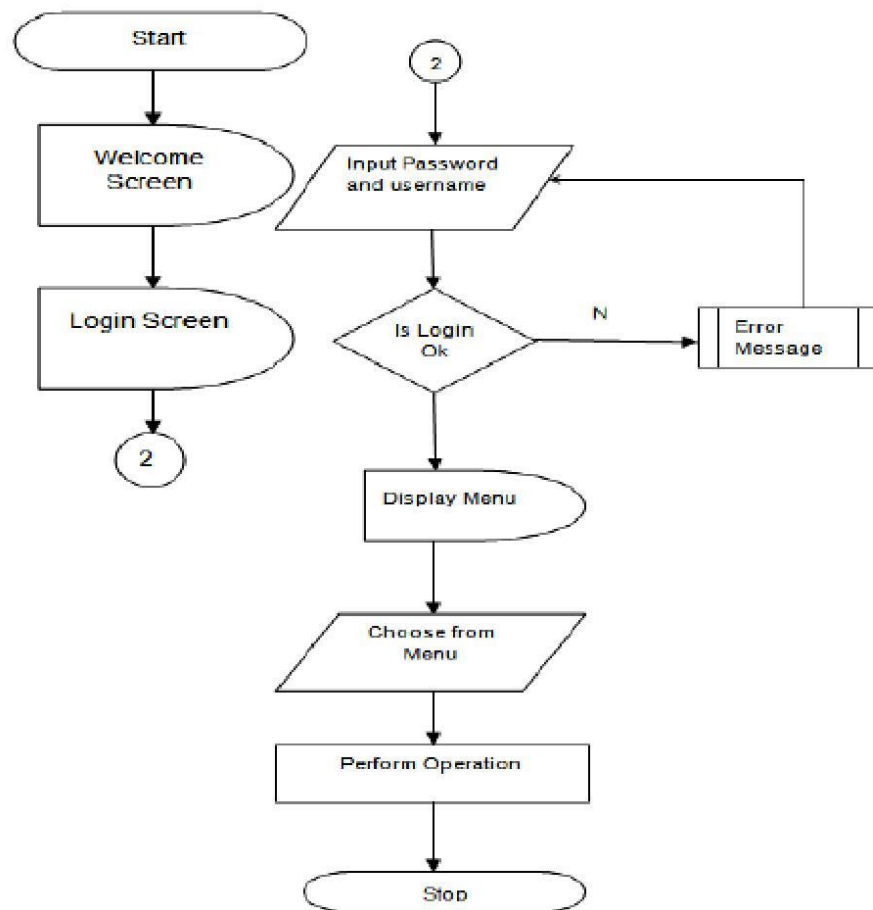 Start
Welcome
Screen
Login Screen
2
2
Input Password
and username
Is Login
Ok
N
Error
Message
Display Menu
Choose from
Menu
Perform Operation
Stop